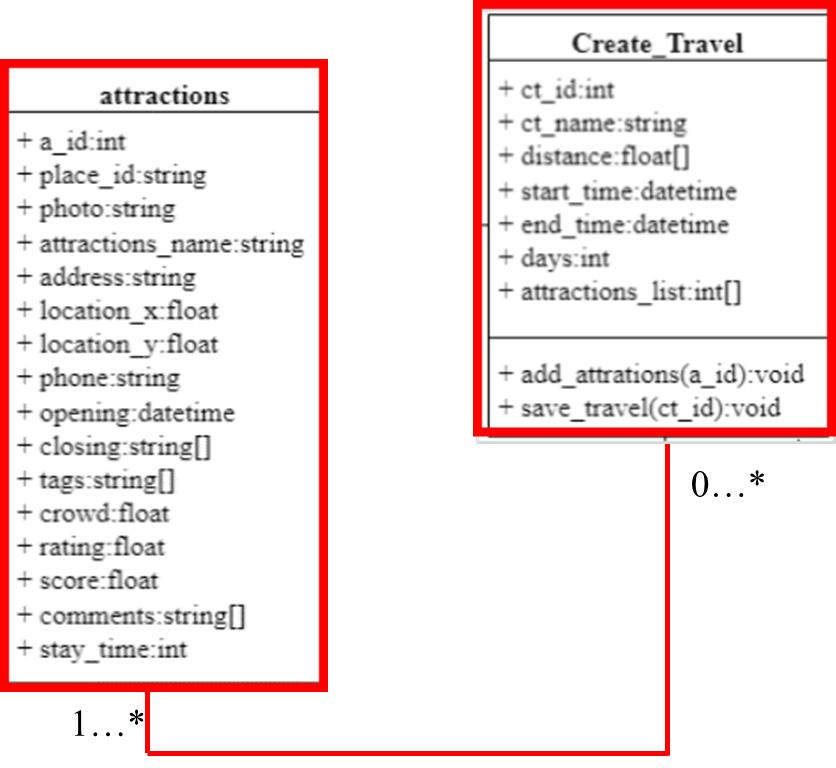 attractions
+ a_id:int
+ place_id:string
+ photo:string
+ attractions_name:string
+ address:string
+ location_x:float
+ location_y:float
+ phone:string
+ opening:datetime
+ closing:string[]
+ tags:string[]
+ crowd:float
+ rating:float
+ score:float
+ comments:string[]
+ stay_time:int
1…*
Create_Travel
+ ct_id:int
+ ct_name:string
+ distance:float[]
+ start_time:datetime
+ end_time:datetime
+ days:int
+ attractions_list:int[]
+ add_attrations(a_id):void
+ save_travel(ct_id):void
0…*